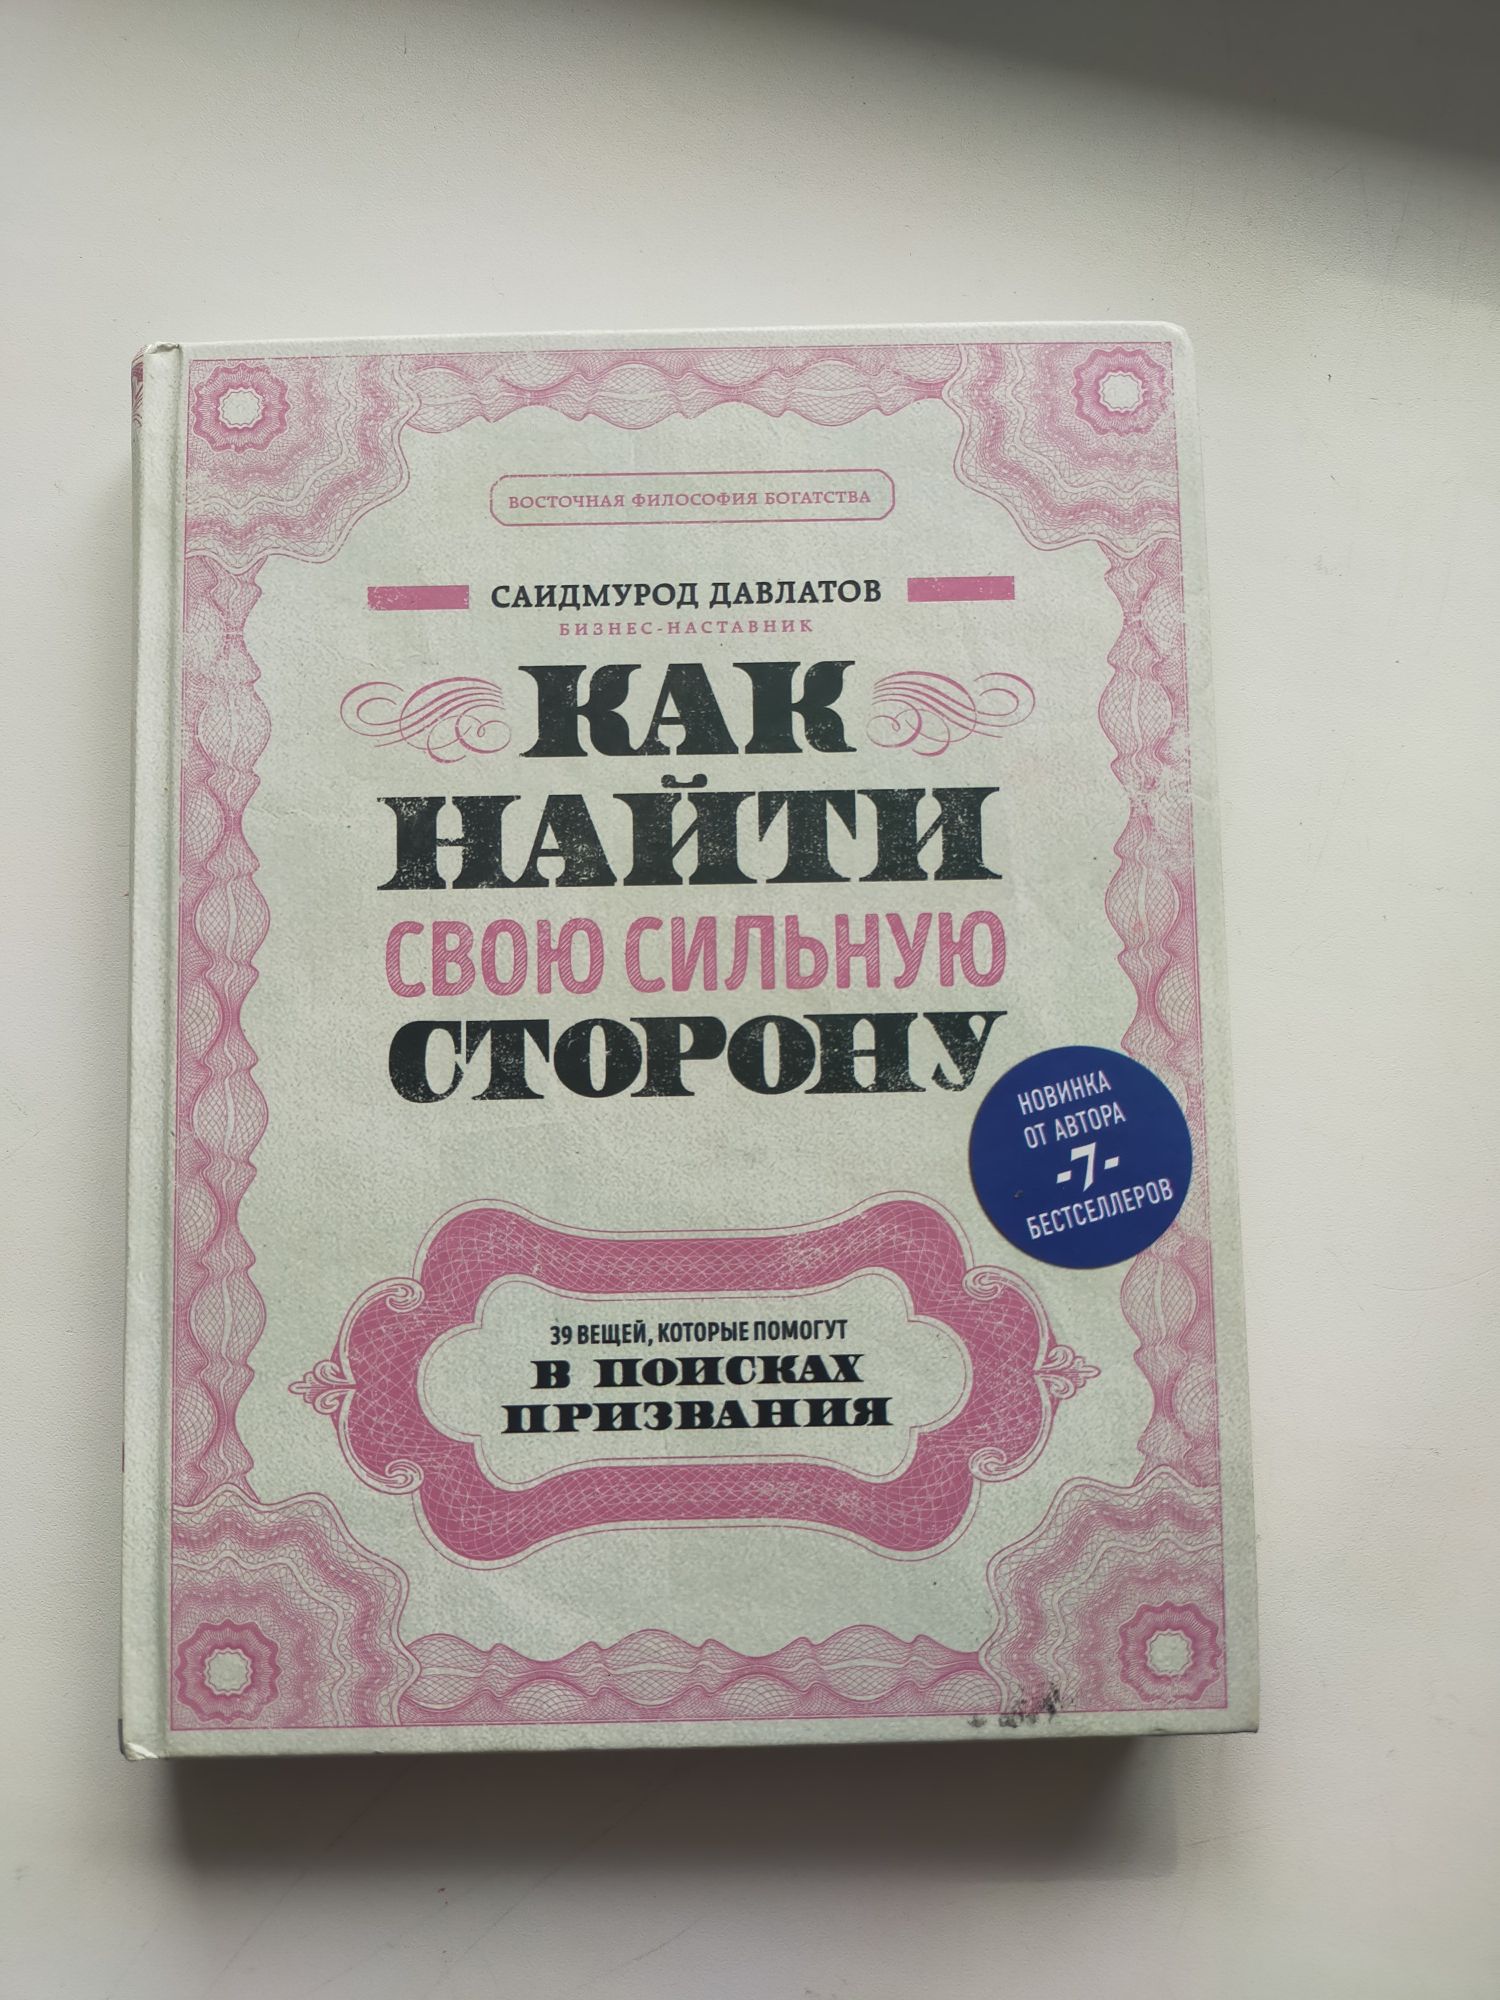 ВОСТОЧНАЯ ФИЛОСОФИЯ БОГАТСТВА
САИДМУРОД ДАВЛАТОВ
БИЗНЕС-НАСТАВНИК
КАК
НАЙТИ
СВОЮ СИЛЬНУЮ
СТОРОНУ
НОВИНКА
ОТ АВТОРА
-7-
БЕСТСЕЛЛЕРОВ
39 ВЕЩЕЙ, КОТОРЫЕ ПОМОГУТ
В ПОИСКАХ
ПРИЗВАНИЯ